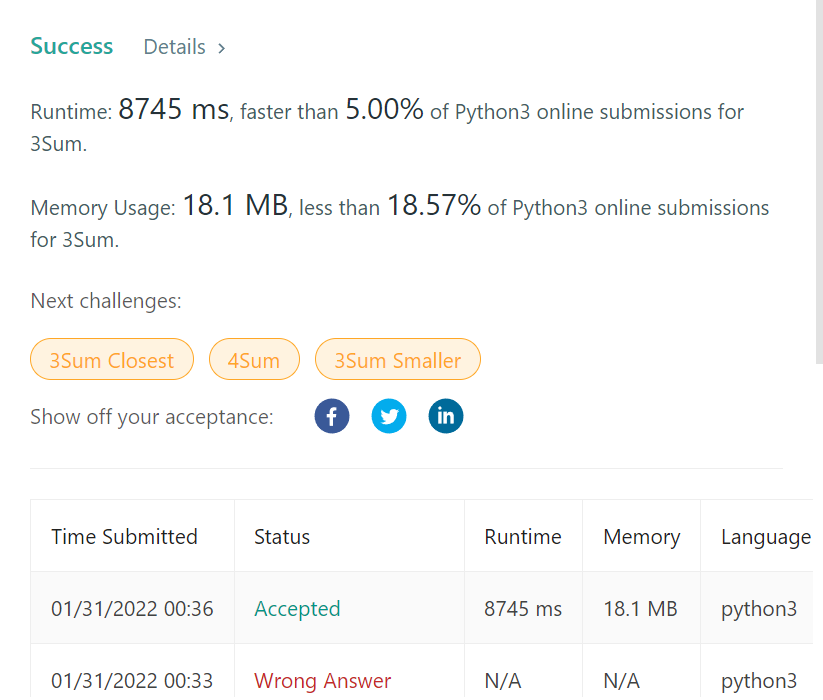 Success Details >
Runtime: 8745 ms, faster than 5.00% of Python3 online submissions for
3Sum.
Memory Usage: 18.1 MB, less than 18.57% of Python3 online submissions
for 3Sum.
Next challenges:
3Sum Closest 4Sum 3Sum Smaller
Show off your acceptance: f in
Time Submitted Status Runtime Memory Language
01/31/2022 00:36 Accepted 8745 ms 18.1 MB python3
01/31/2022 00:33 Wrong Answer N/A N/A python3